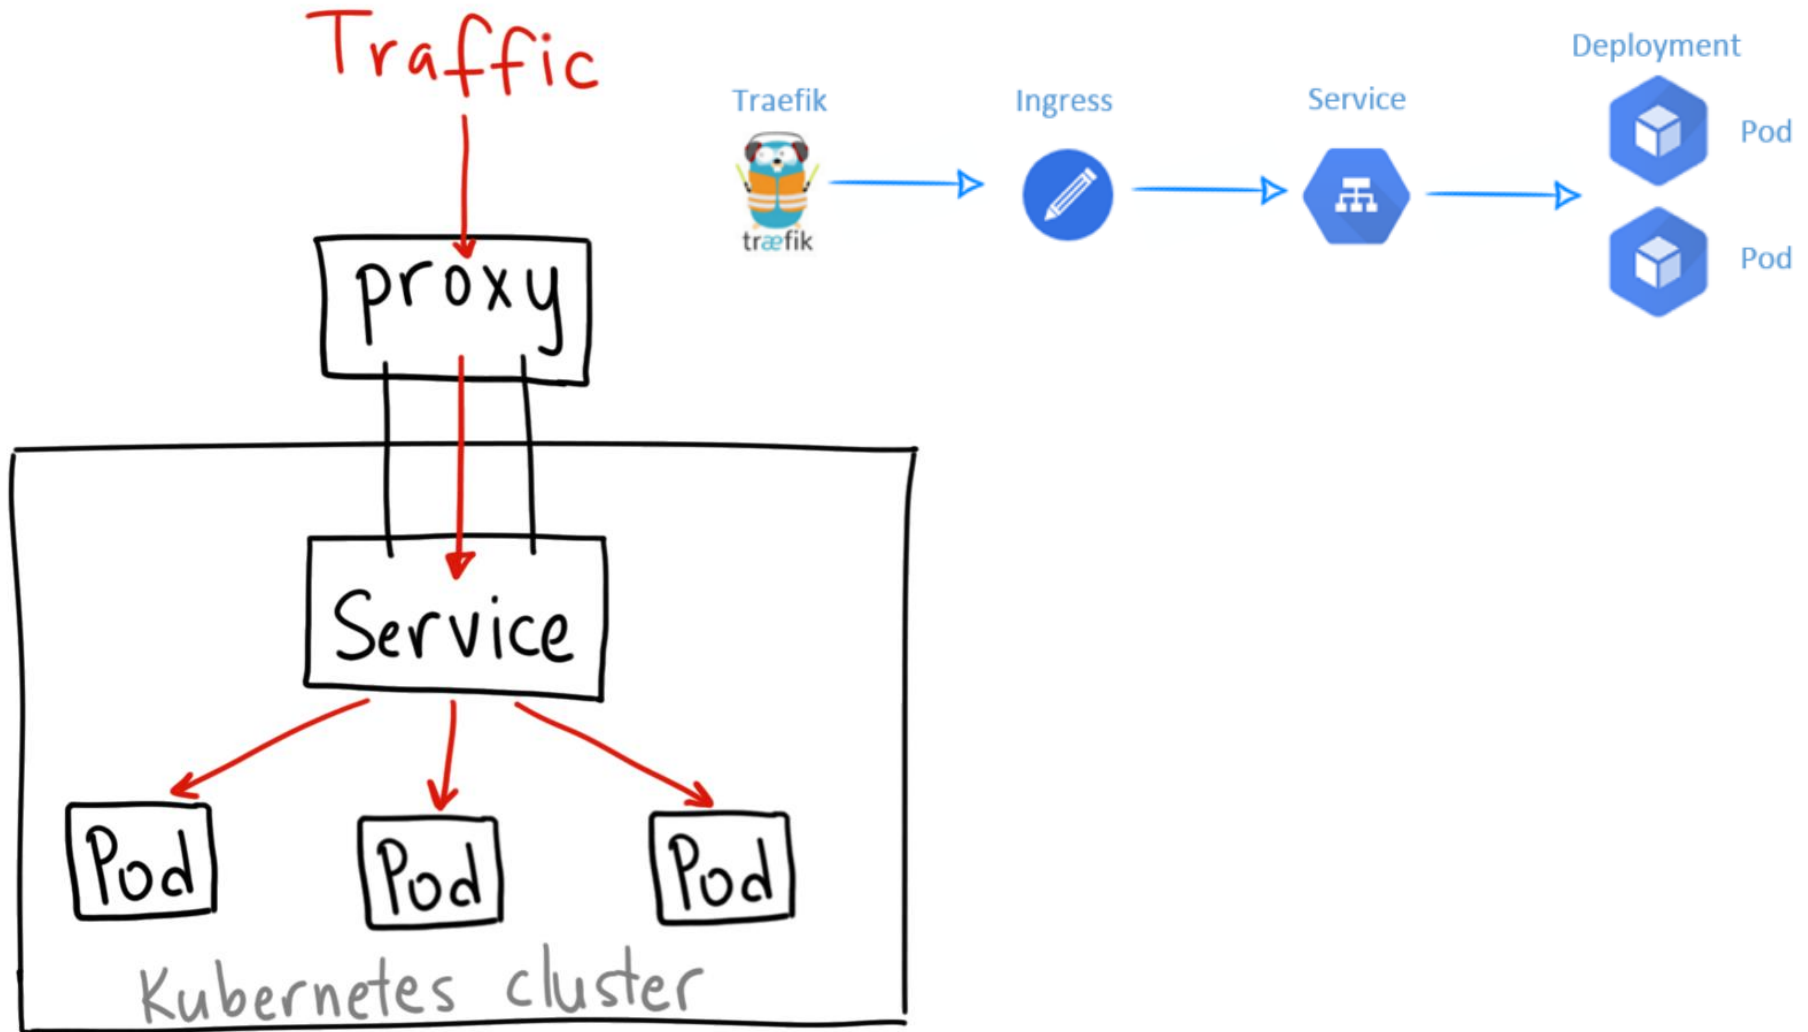 Traffic
proxy
Service
Pod
Pod
Pod
Kubernetes cluster
Traefik
træfik
Ingress
Service
Deployment
Pod
Pod